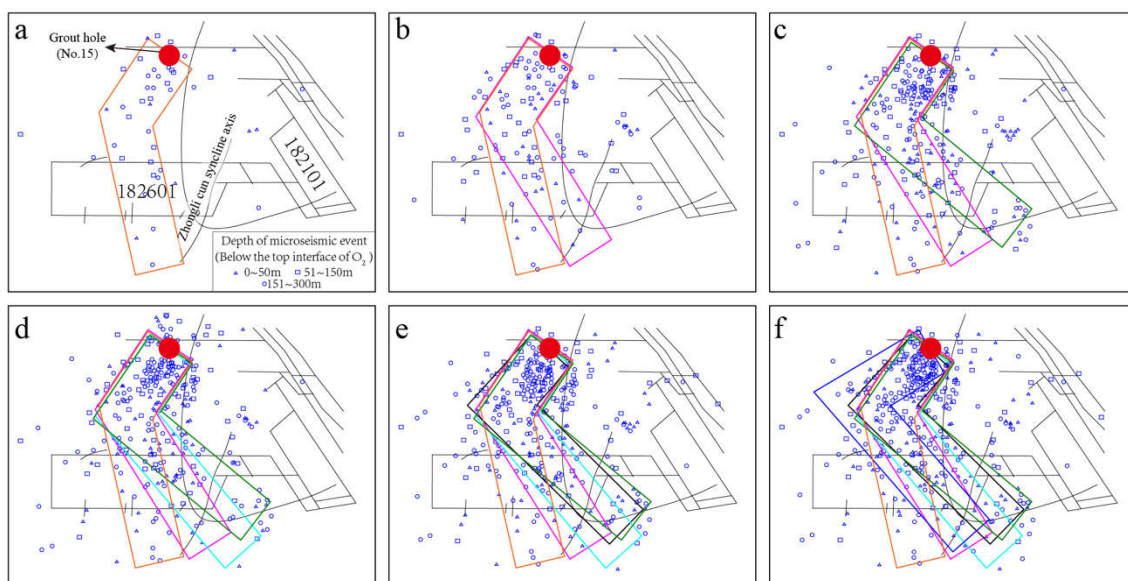 a
Grout hole
(No.15)
Zhongli cun syncline axis
182101
182601
Depth of microseismic event
(Below the top interface of O₂)
0~50m 51~150m
151~300m
b
c
d
e
f